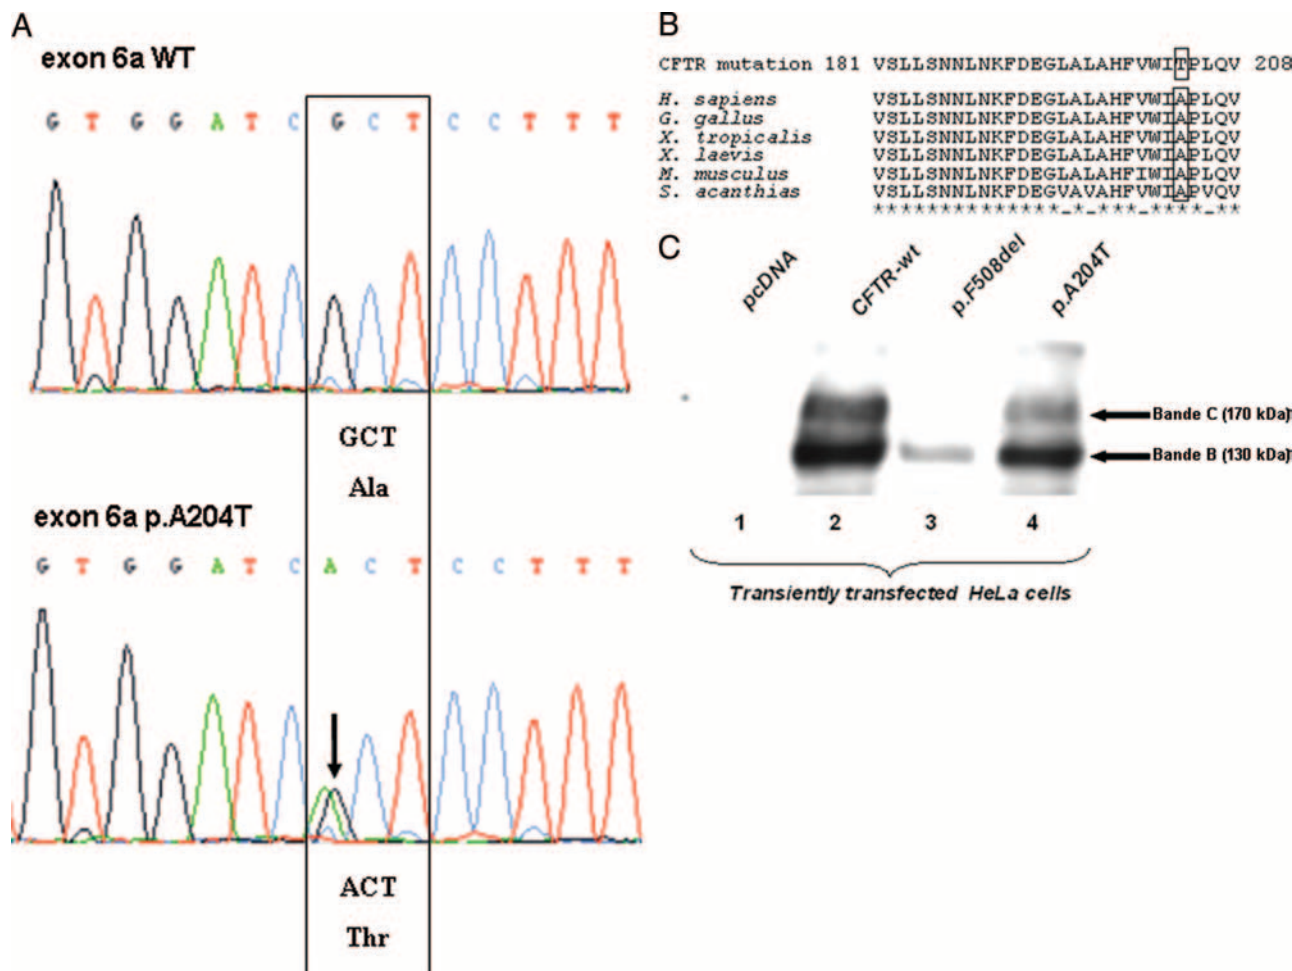 A
exon 6a WT
G T G G A T C G C T C C T T T
GCT
Ala
exon 6a p.A204T
G T G G A T C A C T C C T T T
ACT
Thr
B
CFTR mutation 181 VSLLSNNLNKFDEGLALAHFVWITPLQV 208
H. sapiens VSLLSNNLNKFDEGLALAHFVWIAPLQV
G. gallus VSLLSNNLNKFDEGLALAHFVWIAPLQV
X. tropicalis VSLLSNNLNKFDEGLALAHFVWIAPLQV
X. laevis VSLLSNNLNKFDEGLALAHFVWIAPLQV
M. musculus VSLLSNNLNKFDEGLALAHFIWIAPLQV
S. acanthias VSLLSNNLNKFDEGVAVAHFVWIAPVQV
**************_*_***_****_**
C
pcDNA CFTR-wt p.F508del p.A204T
Bande C (170 kDa)
Bande B (130 kDa)
1 2 3 4
Transiently transfected HeLa cells